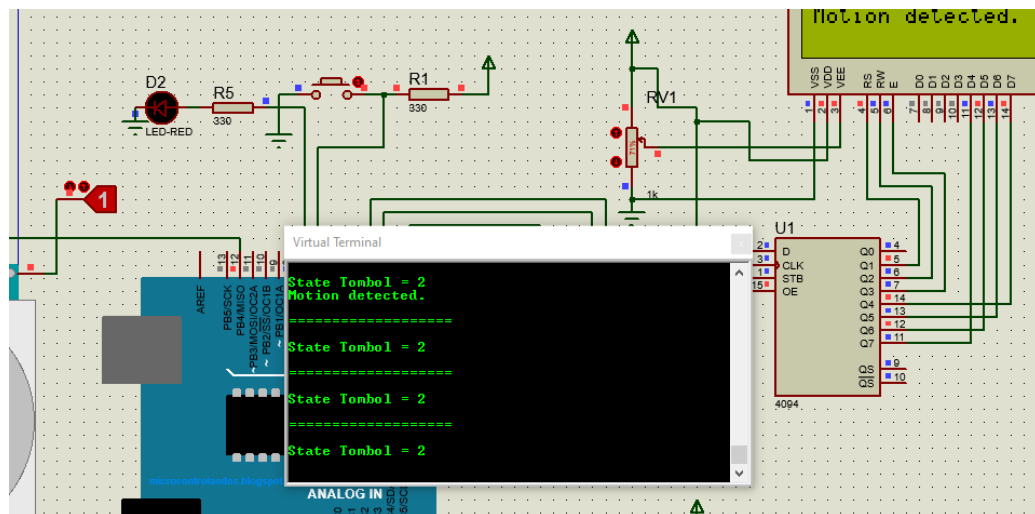 Motion detected.
D2
LED-RED
R5
330
R1
330
RV1
71%
1k
VSS
VDD
VEE
RS
RW
E
D0
D1
D2
D3
D4
D5
D6
D7
1
2
3
4
5
6
7
8
9
10
11
12
13
14
1
Virtual Terminal
State Tombol = 2
Motion detected.
===================
State Tombol = 2
===================
State Tombol = 2
===================
State Tombol = 2
U1
2
3
1
15
D
CLK
STB
OE
Q0
Q1
Q2
Q3
Q4
Q5
Q6
Q7
QS
QS
4
5
6
7
14
13
12
11
9
10
4094
13
12
11
10
9
AREF
PB5/SCK
PB4/MISO
~PB3/MOSI/OC2A
~PB2/SS/OC1B
~PB1/OC1A
microcontrolandos.blogspo
ANALOG IN